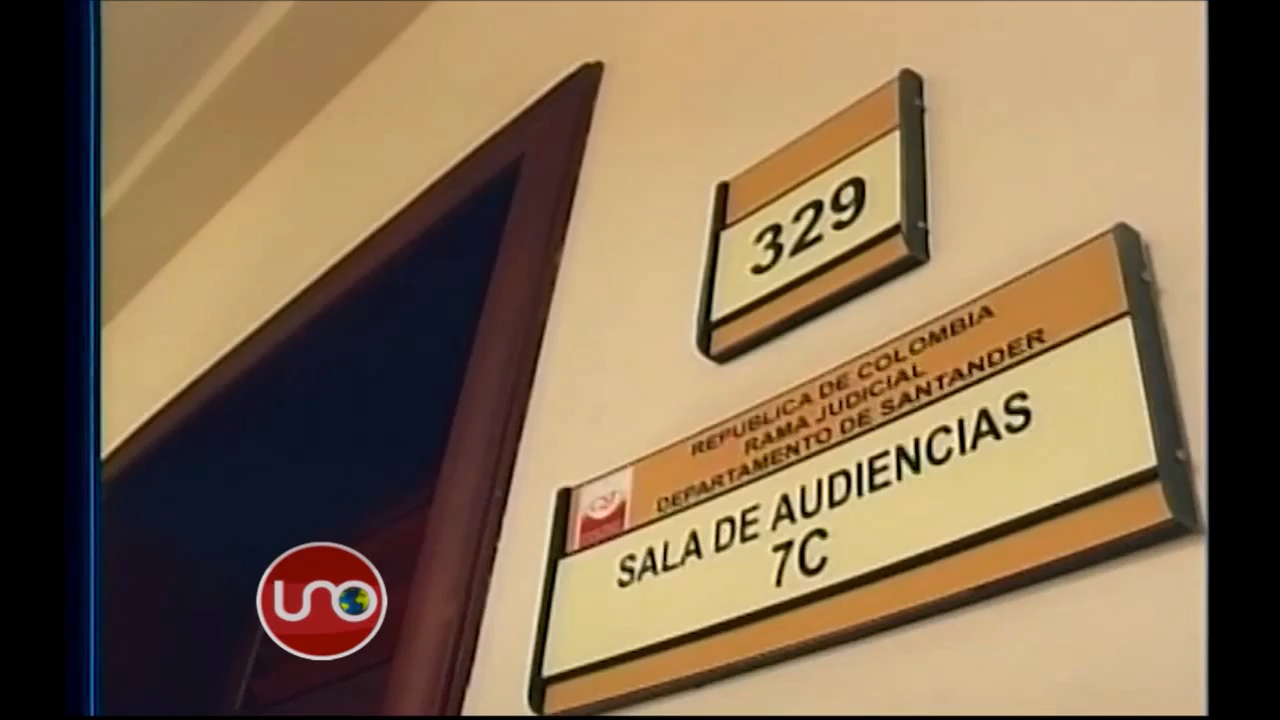 329
REPUBLICA DE COLOMBIA
RAMA JUDICIAL
DEPARTAMENTO DE SANTANDER
SALA DE AUDIENCIAS
7C
UNO